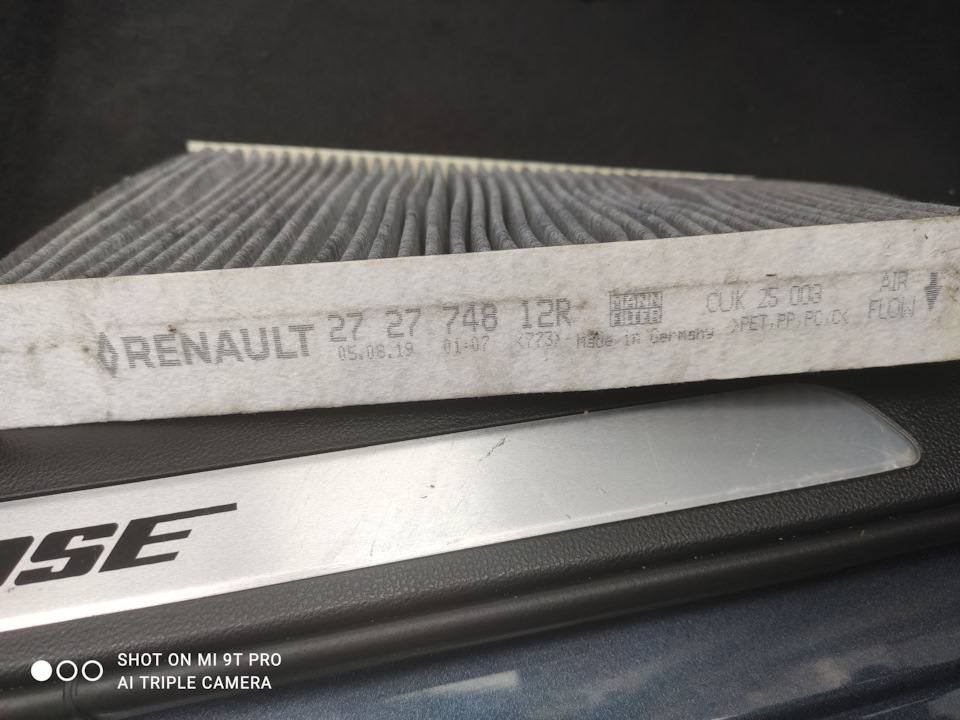 RENAULT 27 27 748 12R MANN FILTER CUK 25 003 AIR FLOW
05.08.19 01:07 <773> Made in Germany >PET,PP,PC,C<
OSE
SHOT ON MI 9T PRO
AI TRIPLE CAMERA